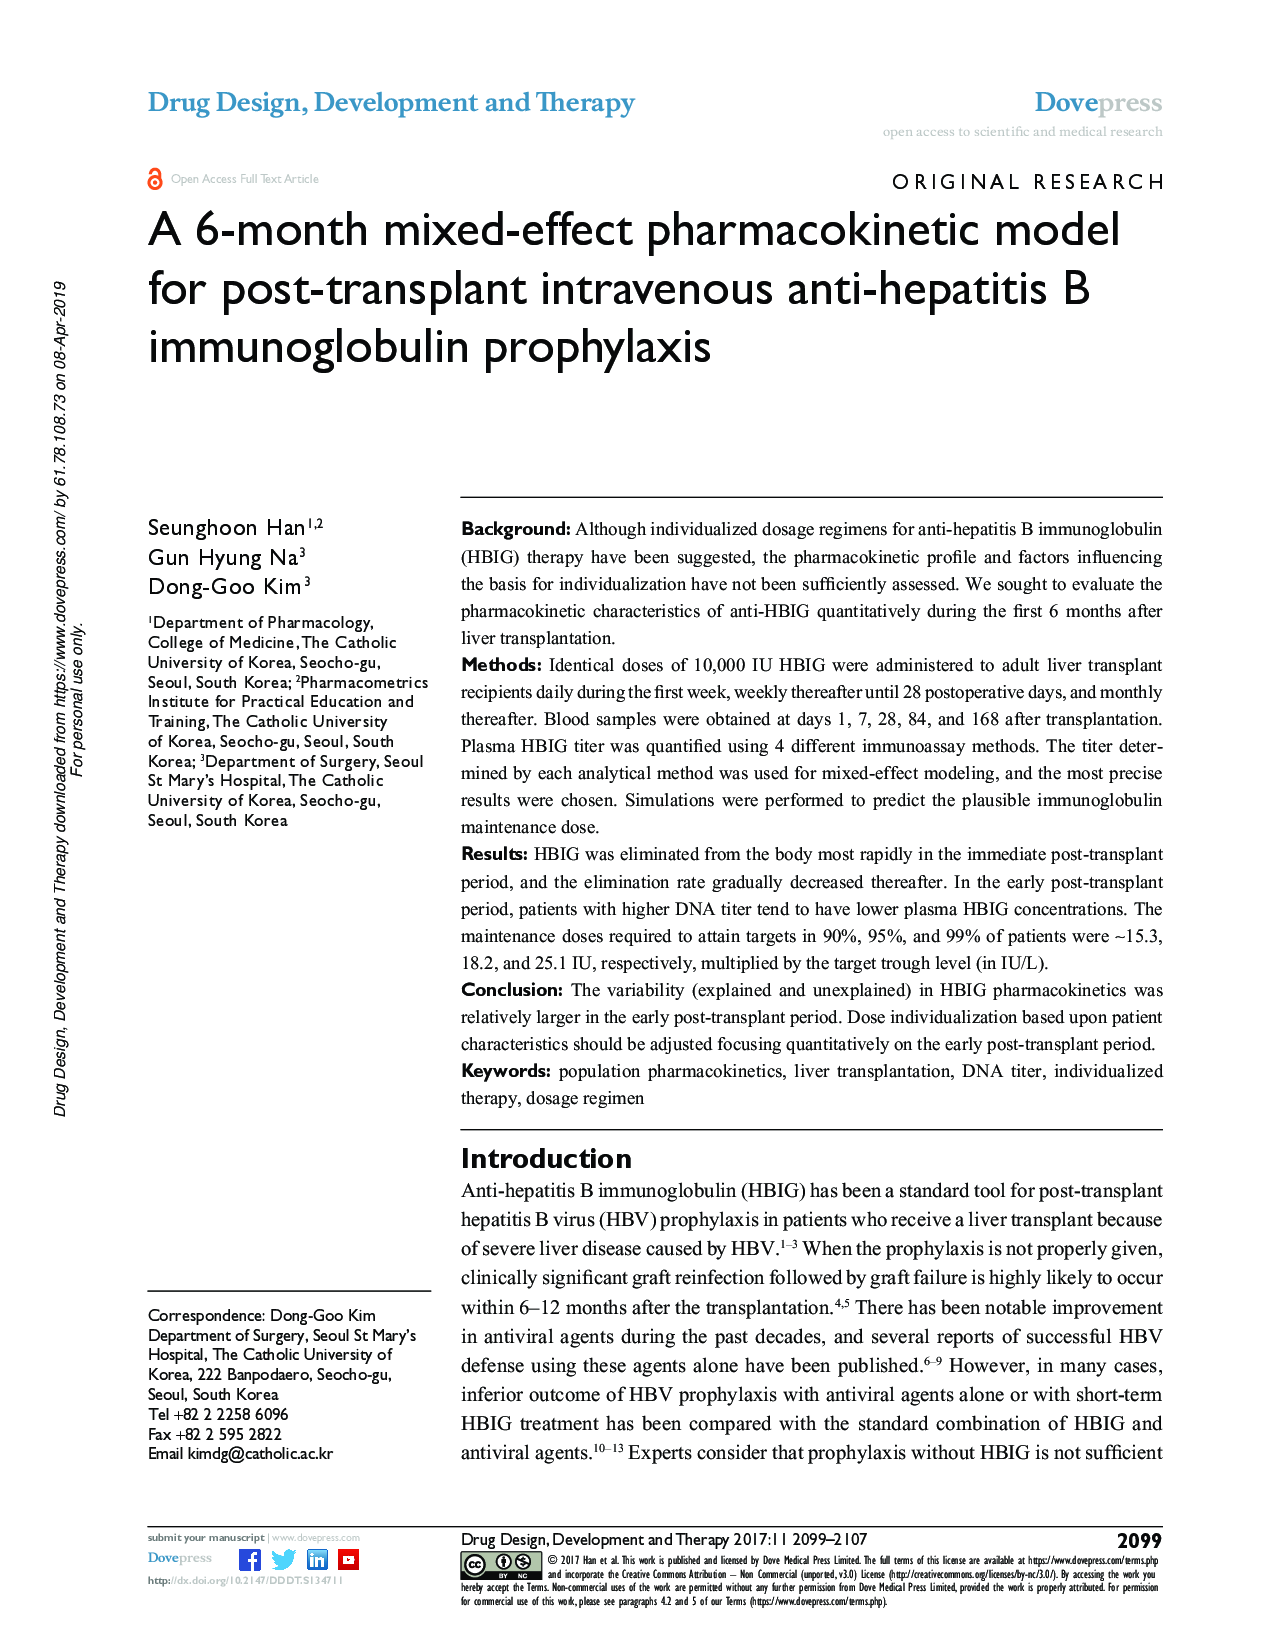 Drug Design, Development and Therapy
Dovepress
open access to scientific and medical research
Open Access Full Text Article
ORIGINAL RESEARCH
A 6-month mixed-effect pharmacokinetic model
for post-transplant intravenous anti-hepatitis B
immunoglobulin prophylaxis
Drug Design, Development and Therapy downloaded from https://www.dovepress.com/ by 61.78.108.73 on 08-Apr-2019
For personal use only.
Seunghoon Han1,2
Gun Hyung Na3
Dong-Goo Kim3
1Department of Pharmacology,
College of Medicine, The Catholic
University of Korea, Seocho-gu,
Seoul, South Korea; 2Pharmacometrics
Institute for Practical Education and
Training, The Catholic University
of Korea, Seocho-gu, Seoul, South
Korea; 3Department of Surgery, Seoul
St Mary's Hospital, The Catholic
University of Korea, Seocho-gu,
Seoul, South Korea
Correspondence: Dong-Goo Kim
Department of Surgery, Seoul St Mary's
Hospital, The Catholic University of
Korea, 222 Banpodaero, Seocho-gu,
Seoul, South Korea
Tel +82 2 2258 6096
Fax +82 2 595 2822
Email kimdg@catholic.ac.kr
Background: Although individualized dosage regimens for anti-hepatitis B immunoglobulin
(HBIG) therapy have been suggested, the pharmacokinetic profile and factors influencing
the basis for individualization have not been sufficiently assessed. We sought to evaluate the
pharmacokinetic characteristics of anti-HBIG quantitatively during the first 6 months after
liver transplantation.
Methods: Identical doses of 10,000 IU HBIG were administered to adult liver transplant
recipients daily during the first week, weekly thereafter until 28 postoperative days, and monthly
thereafter. Blood samples were obtained at days 1, 7, 28, 84, and 168 after transplantation.
Plasma HBIG titer was quantified using 4 different immunoassay methods. The titer deter-
mined by each analytical method was used for mixed-effect modeling, and the most precise
results were chosen. Simulations were performed to predict the plausible immunoglobulin
maintenance dose.
Results: HBIG was eliminated from the body most rapidly in the immediate post-transplant
period, and the elimination rate gradually decreased thereafter. In the early post-transplant
period, patients with higher DNA titer tend to have lower plasma HBIG concentrations. The
maintenance doses required to attain targets in 90%, 95%, and 99% of patients were ~15.3,
18.2, and 25.1 IU, respectively, multiplied by the target trough level (in IU/L).
Conclusion: The variability (explained and unexplained) in HBIG pharmacokinetics was
relatively larger in the early post-transplant period. Dose individualization based upon patient
characteristics should be adjusted focusing quantitatively on the early post-transplant period.
Keywords: population pharmacokinetics, liver transplantation, DNA titer, individualized
therapy, dosage regimen
Introduction
Anti-hepatitis B immunoglobulin (HBIG) has been a standard tool for post-transplant
hepatitis B virus (HBV) prophylaxis in patients who receive a liver transplant because
of severe liver disease caused by HBV.1–3 When the prophylaxis is not properly given,
clinically significant graft reinfection followed by graft failure is highly likely to occur
within 6–12 months after the transplantation.4,5 There has been notable improvement
in antiviral agents during the past decades, and several reports of successful HBV
defense using these agents alone have been published.6–9 However, in many cases,
inferior outcome of HBV prophylaxis with antiviral agents alone or with short-term
HBIG treatment has been compared with the standard combination of HBIG and
antiviral agents.10–13 Experts consider that prophylaxis without HBIG is not sufficient
submit your manuscript | www.dovepress.com
Dovepress
http://dx.doi.org/10.2147/DDDT.S134711
Drug Design, Development and Therapy 2017:11 2099–2107
2099
© 2017 Han et al. This work is published and licensed by Dove Medical Press Limited. The full terms of this license are available at https://www.dovepress.com/terms.php
and incorporate the Creative Commons Attribution – Non Commercial (unported, v3.0) License (http://creativecommons.org/licenses/by-nc/3.0/). By accessing the work you
hereby accept the Terms. Non-commercial uses of the work are permitted without any further permission from Dove Medical Press Limited, provided the work is properly attributed. For permission
for commercial use of this work, please see paragraphs 4.2 and 5 of our Terms (https://www.dovepress.com/terms.php).